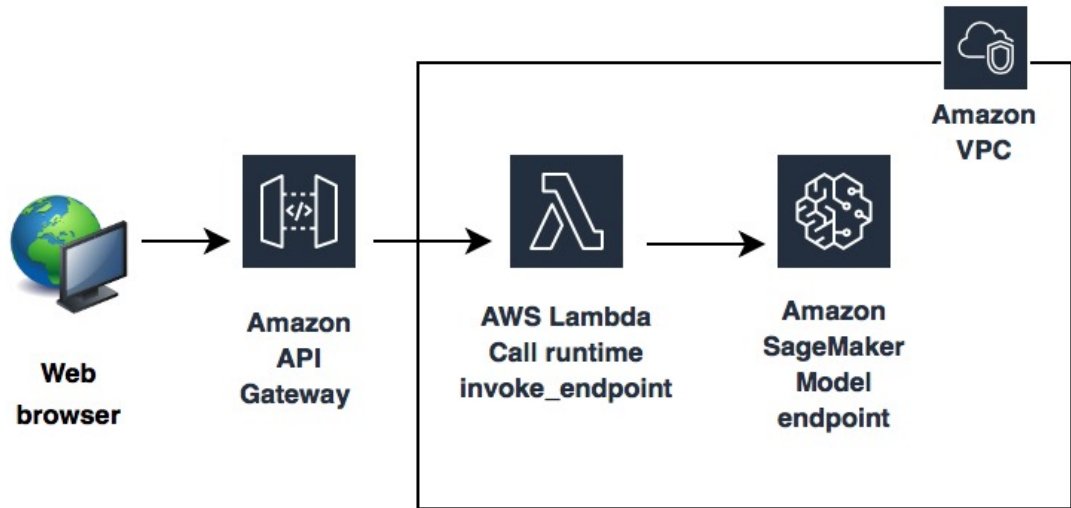 Amazon
VPC
</>
Web
browser
Amazon
API
Gateway
AWS Lambda
Call runtime
invoke_endpoint
Amazon
SageMaker
Model
endpoint